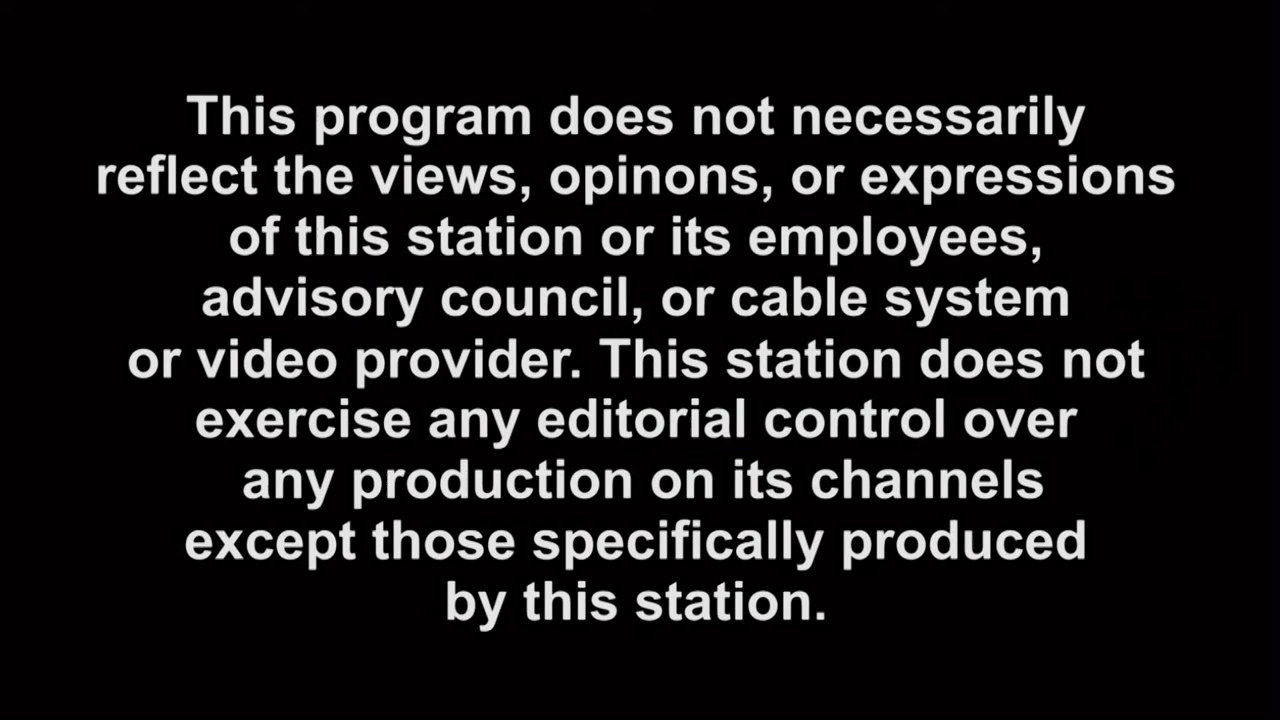 This program does not necessarily
reflect the views, opinons, or expressions
of this station or its employees,
advisory council, or cable system
or video provider. This station does not
exercise any editorial control over
any production on its channels
except those specifically produced
by this station.